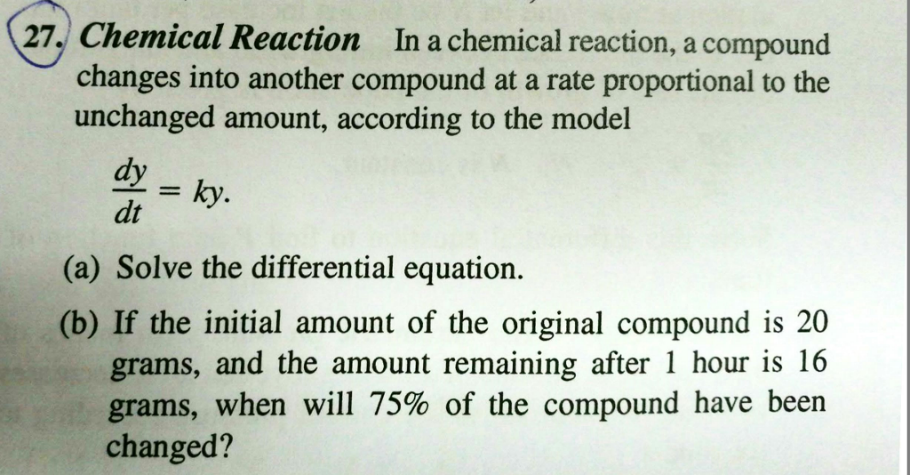 27. Chemical Reaction In a chemical reaction, a compound
changes into another compound at a rate proportional to the
unchanged amount, according to the model
dy/dt = ky.
(a) Solve the differential equation.
(b) If the initial amount of the original compound is 20
grams, and the amount remaining after 1 hour is 16
grams, when will 75% of the compound have been
changed?